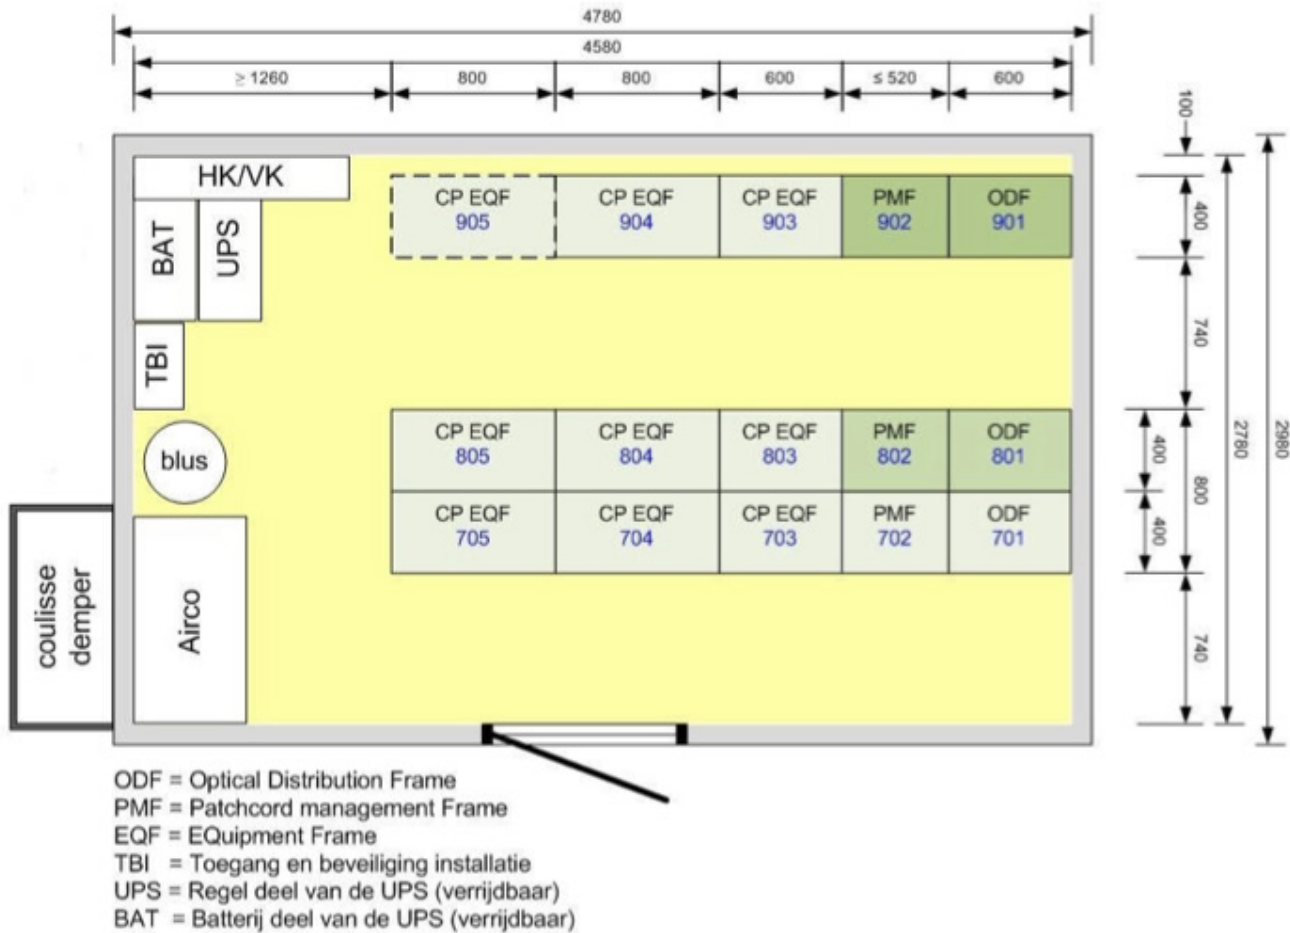 4780
4580
≥ 1260
800
800
600
≤ 520
600
100
HK/VK
CP EQF
905
CP EQF
904
CP EQF
903
PMF
902
ODF
901
400
BAT
UPS
740
TBI
2780
2980
CP EQF
805
CP EQF
804
CP EQF
803
PMF
802
ODF
801
400
800
blus
CP EQF
705
CP EQF
704
CP EQF
703
PMF
702
ODF
701
400
coulisse
demper
Airco
740
ODF = Optical Distribution Frame
PMF = Patchcord management Frame
EQF = EQuipment Frame
TBI = Toegang en beveiliging installatie
UPS = Regel deel van de UPS (verrijdbaar)
BAT = Batterij deel van de UPS (verrijdbaar)